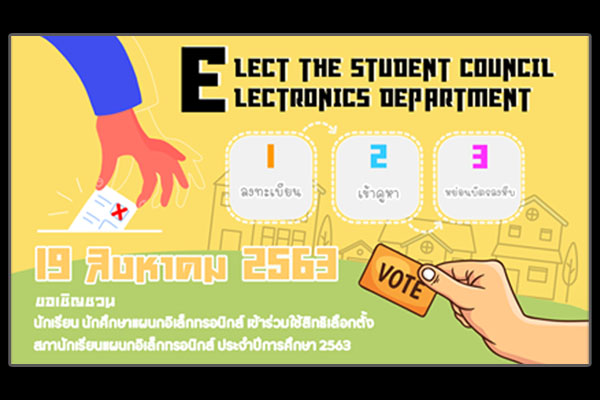 ELECT THE STUDENT COUNCIL
ELECTRONICS DEPARTMENT
1
ลงทะเบียน
2
เข้าคูหา
3
หย่อนบัตรลงหีบ
19 สิงหาคม 2563
VOTE
ขอเชิญชวน
นักเรียน นักศึกษาแผนกอิเล็กทรอนิกส์ เข้าร่วมใช้สิทธิเลือกตั้ง
สภานักเรียนแผนกอิเล็กทรอนิกส์ ประจำปีการศึกษา 2563